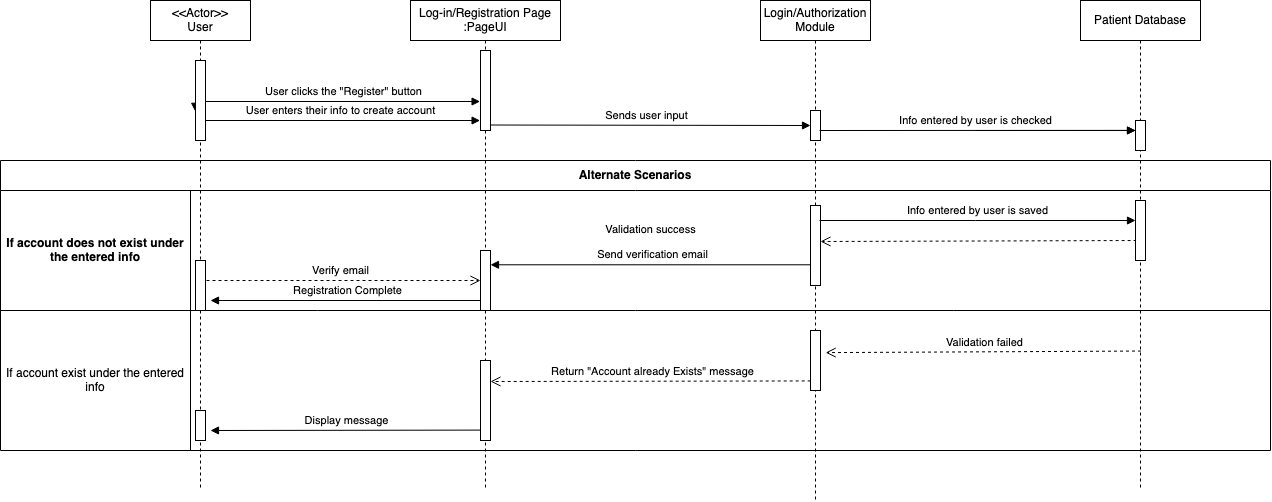 <<Actor>>
User
Log-in/Registration Page
:PageUI
Login/Authorization
Module
Patient Database
User clicks the "Register" button
User enters their info to create account
Sends user input
Info entered by user is checked
Alternate Scenarios
If account does not exist under
the entered info
Info entered by user is saved
Validation success
Send verification email
Verify email
Registration Complete
If account exist under the entered
info
Validation failed
Return "Account already Exists" message
Display message